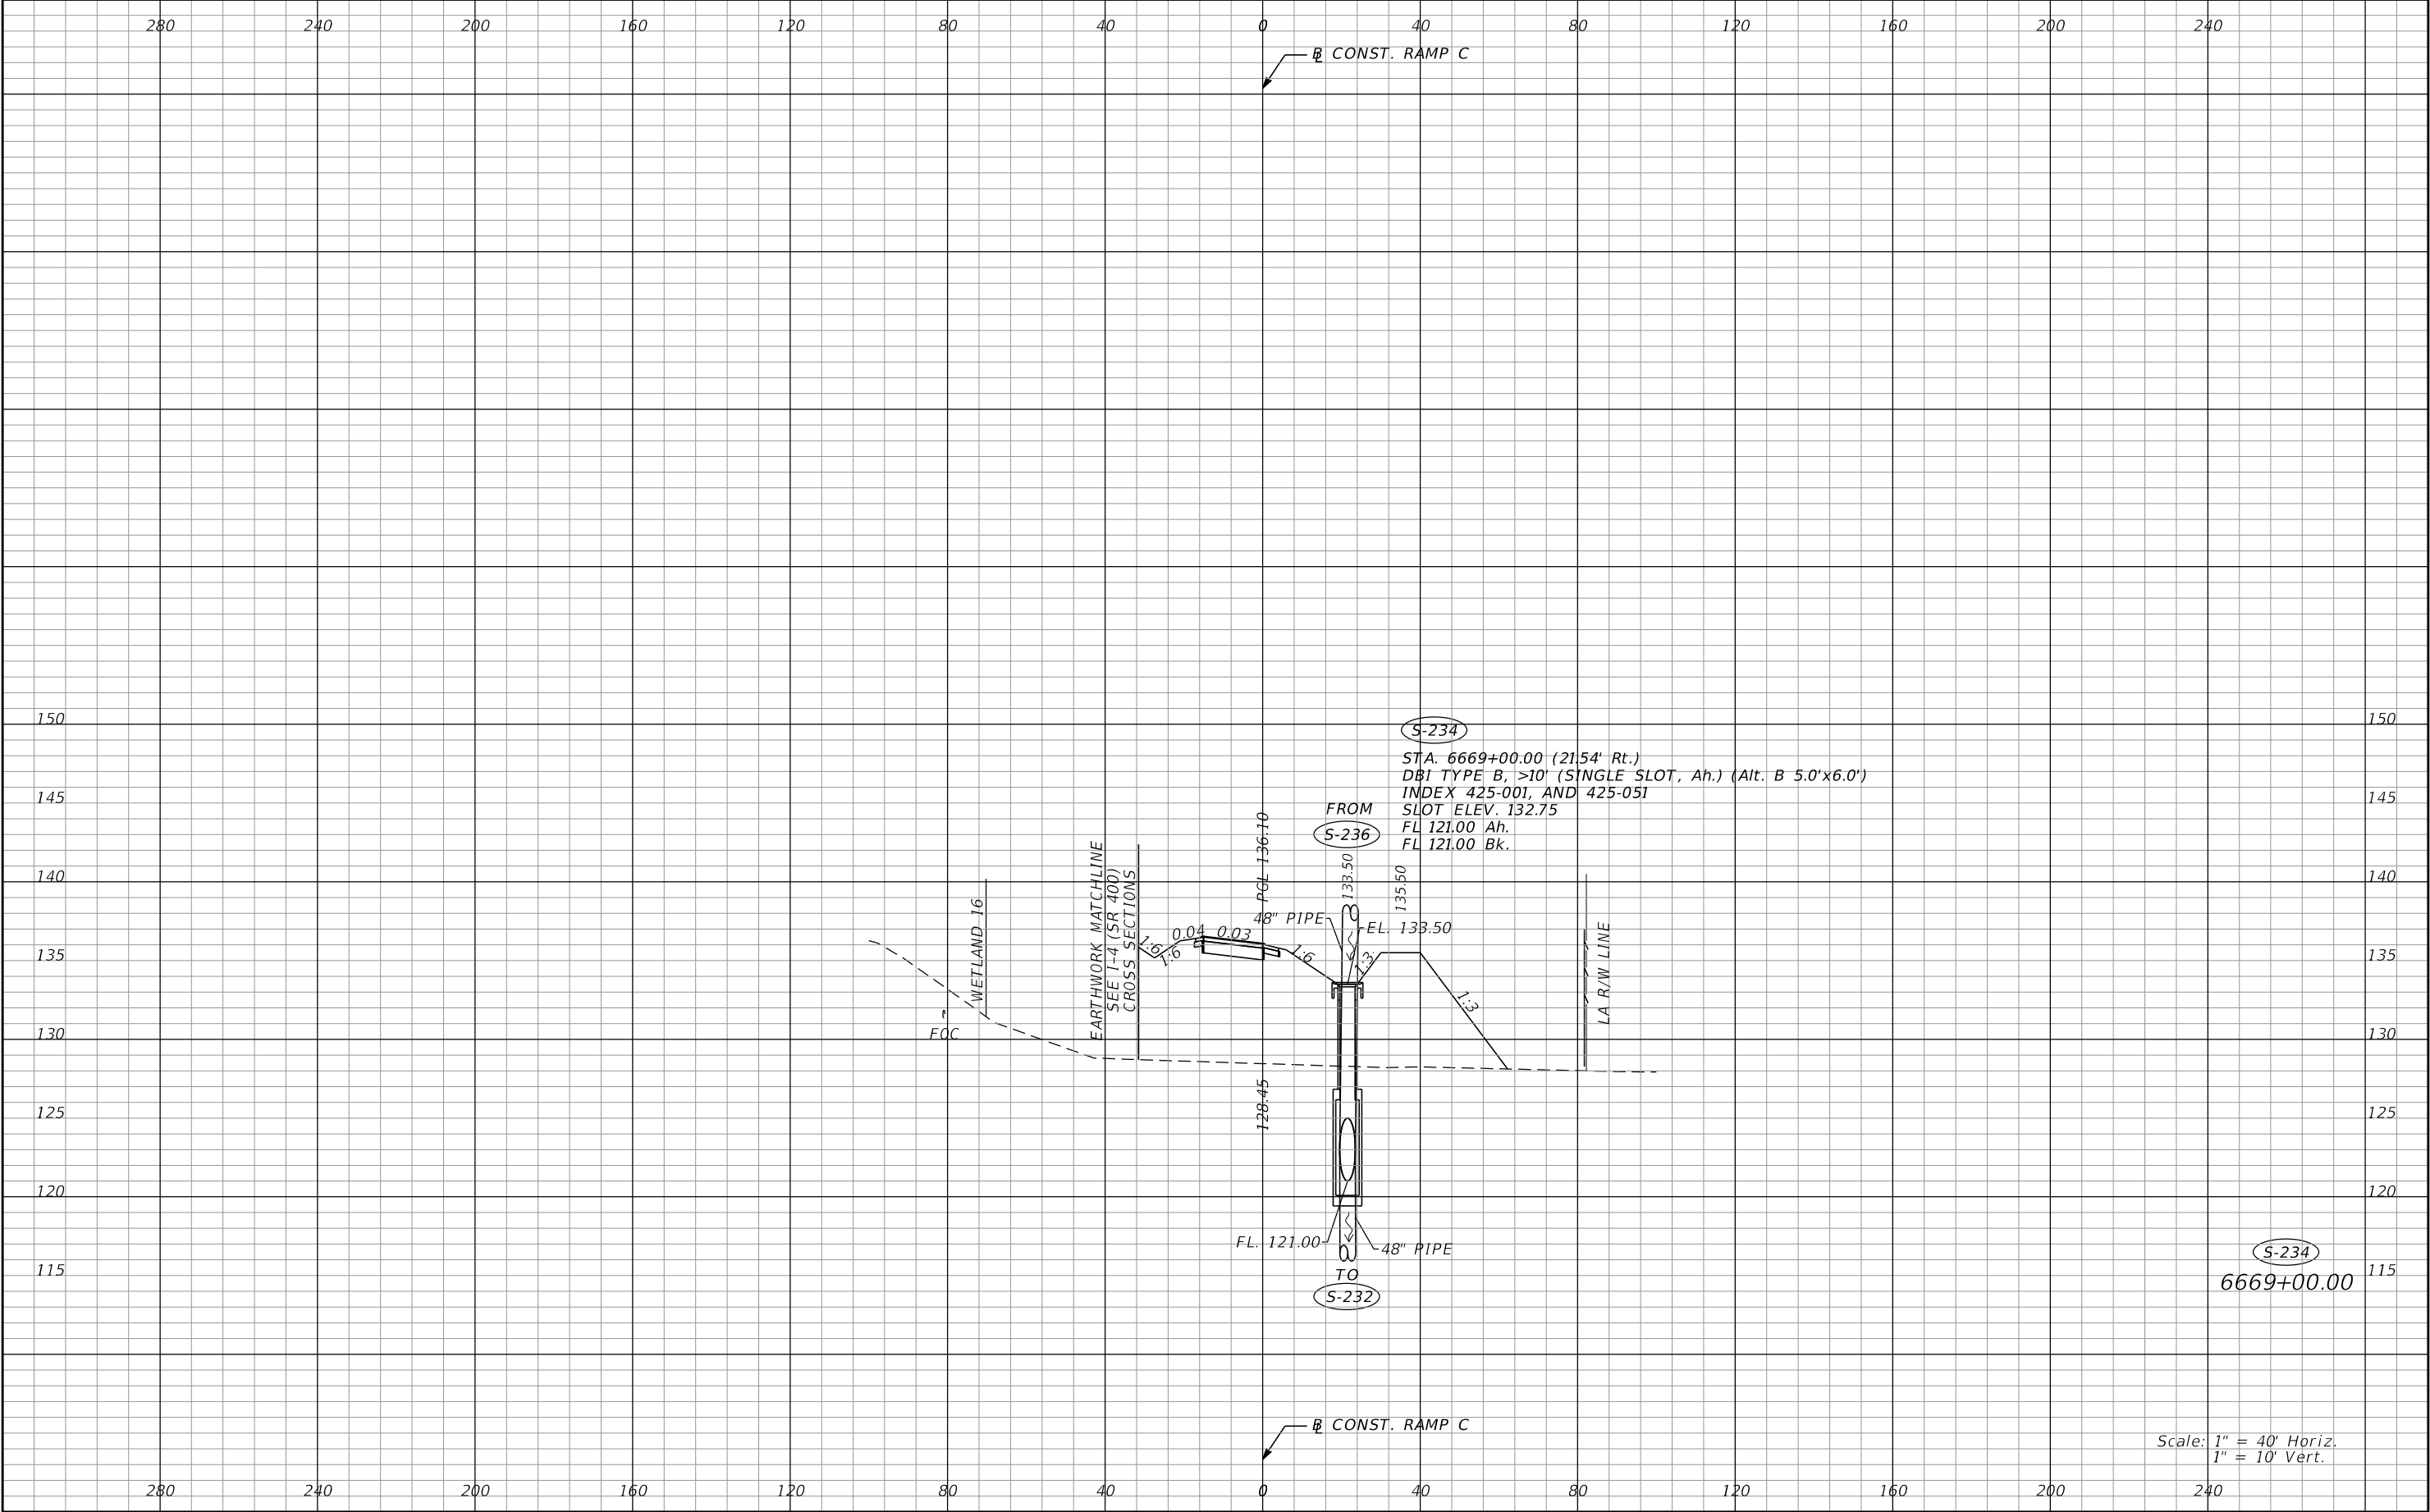 280 240 200 160 120 80 40 0 40 80 120 160 200 240
℄ CONST. RAMP C
150 150
S-234
STA. 6669+00.00 (21.54' Rt.)
DBI TYPE B, >10' (SINGLE SLOT, Ah.) (Alt. B 5.0'x6.0')
INDEX 425-001, AND 425-051
SLOT ELEV. 132.75
FL 121.00 Ah.
FL 121.00 Bk.
145 145
FROM
S-236
PGL 136.10
133.50
135.50
140 140
EARTHWORK MATCHLINE
SEE I-4 (SR 400)
CROSS SECTIONS
WETLAND 16
48" PIPE
EL. 133.50
LA R/W LINE
1:6
1:6
0.04
0.03
1:6
1:3
1:3
135 135
FOC
130 130
128.45
125 125
120 120
FL. 121.00
48" PIPE
TO
S-232
115 115
S-234
6669+00.00
℄ CONST. RAMP C
Scale: 1" = 40' Horiz.
1" = 10' Vert.
280 240 200 160 120 80 40 0 40 80 120 160 200 240